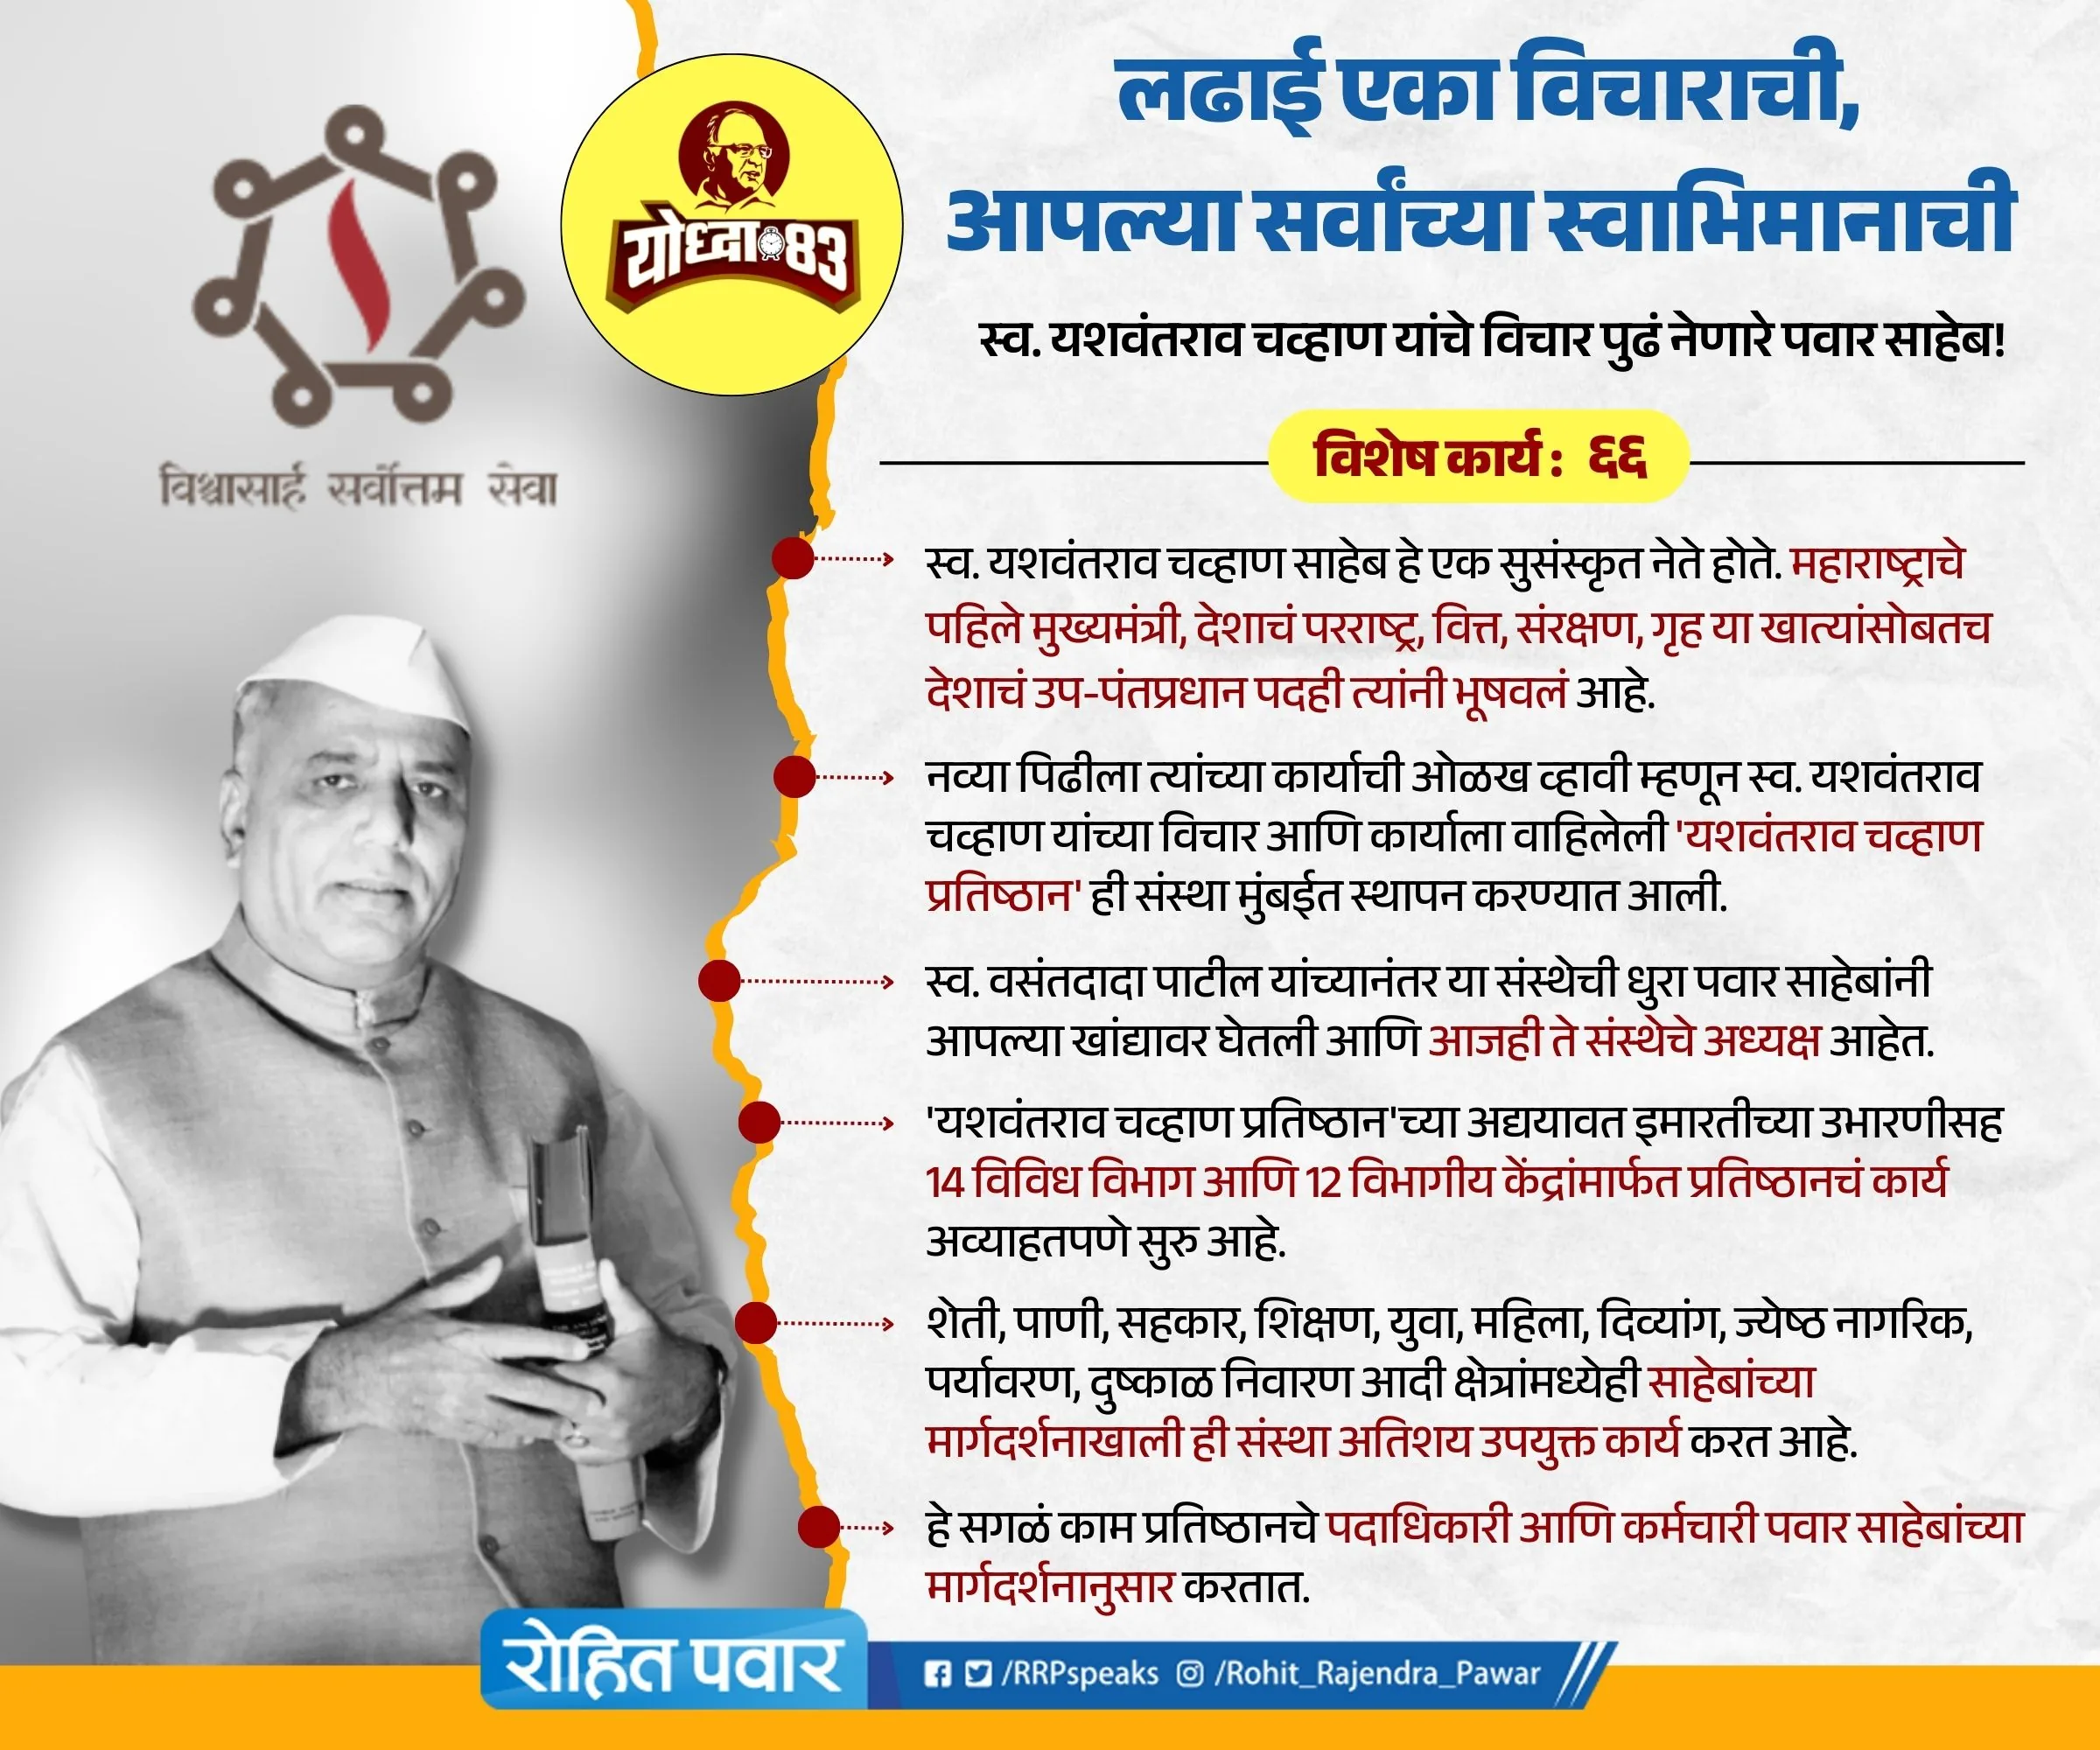 लढाई एका विचाराची,
आपल्या सर्वांच्या स्वाभिमानाची
योध्दा ८३
स्व. यशवंतराव चव्हाण यांचे विचार पुढं नेणारे पवार साहेब!
विशेष कार्य : ६६
विश्वासार्ह सर्वोत्तम सेवा
स्व. यशवंतराव चव्हाण साहेब हे एक सुसंस्कृत नेते होते. महाराष्ट्राचे
पहिले मुख्यमंत्री, देशाचं परराष्ट्र, वित्त, संरक्षण, गृह या खात्यांसोबतच
देशाचं उप-पंतप्रधान पदही त्यांनी भूषवलं आहे.
नव्या पिढीला त्यांच्या कार्याची ओळख व्हावी म्हणून स्व. यशवंतराव
चव्हाण यांच्या विचार आणि कार्याला वाहिलेली 'यशवंतराव चव्हाण
प्रतिष्ठान' ही संस्था मुंबईत स्थापन करण्यात आली.
स्व. वसंतदादा पाटील यांच्यानंतर या संस्थेची धुरा पवार साहेबांनी
आपल्या खांद्यावर घेतली आणि आजही ते संस्थेचे अध्यक्ष आहेत.
'यशवंतराव चव्हाण प्रतिष्ठान'च्या अद्ययावत इमारतीच्या उभारणीसह
14 विविध विभाग आणि 12 विभागीय केंद्रांमार्फत प्रतिष्ठानचं कार्य
अव्याहतपणे सुरु आहे.
शेती, पाणी, सहकार, शिक्षण, युवा, महिला, दिव्यांग, ज्येष्ठ नागरिक,
पर्यावरण, दुष्काळ निवारण आदी क्षेत्रांमध्येही साहेबांच्या
मार्गदर्शनाखाली ही संस्था अतिशय उपयुक्त कार्य करत आहे.
हे सगळं काम प्रतिष्ठानचे पदाधिकारी आणि कर्मचारी पवार साहेबांच्या
मार्गदर्शनानुसार करतात.
रोहित पवार
/RRPspeaks /Rohit_Rajendra_Pawar